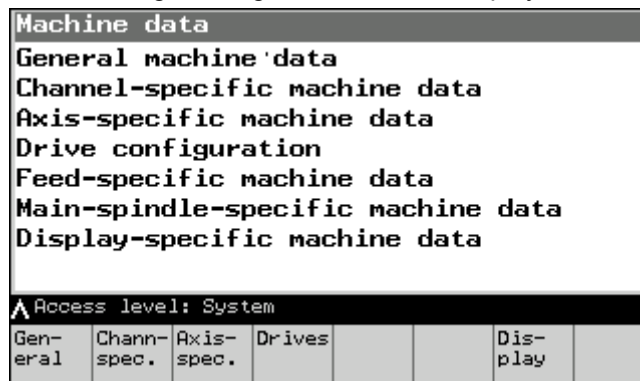 Machine data
General machine data
Channel-specific machine data
Axis-specific machine data
Drive configuration
Feed-specific machine data
Main-spindle-specific machine data
Display-specific machine data
Access level: System
Gen- Chann- Axis- Drives Dis-
eral spec. spec. play